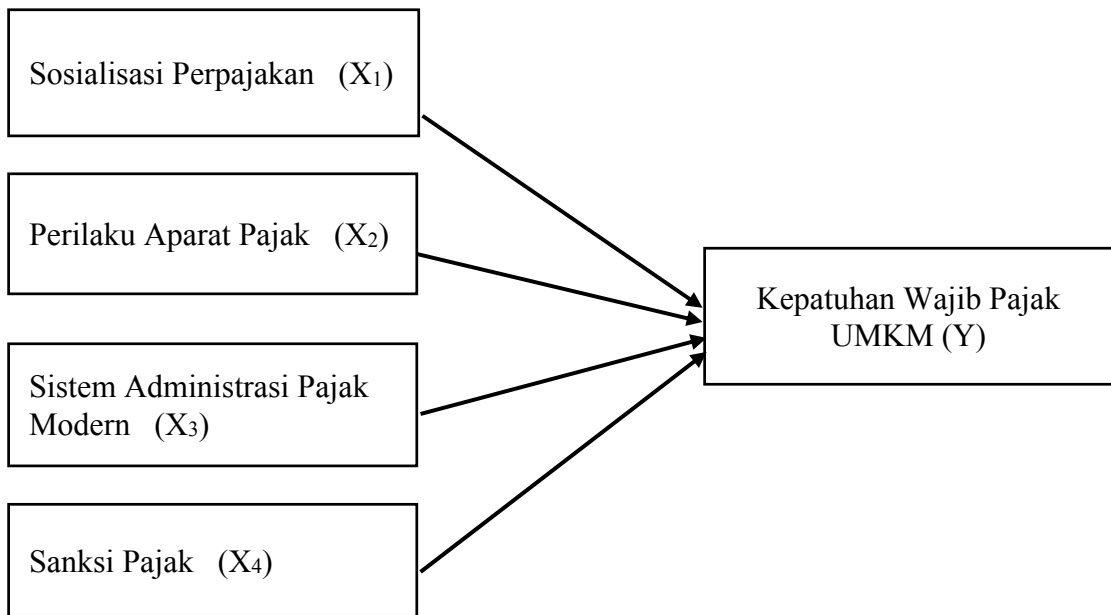 Sosialisasi Perpajakan (X1)
Perilaku Aparat Pajak (X2)
Sistem Administrasi Pajak
Modern (X3)
Sanksi Pajak (X4)
Kepatuhan Wajib Pajak
UMKM (Y)